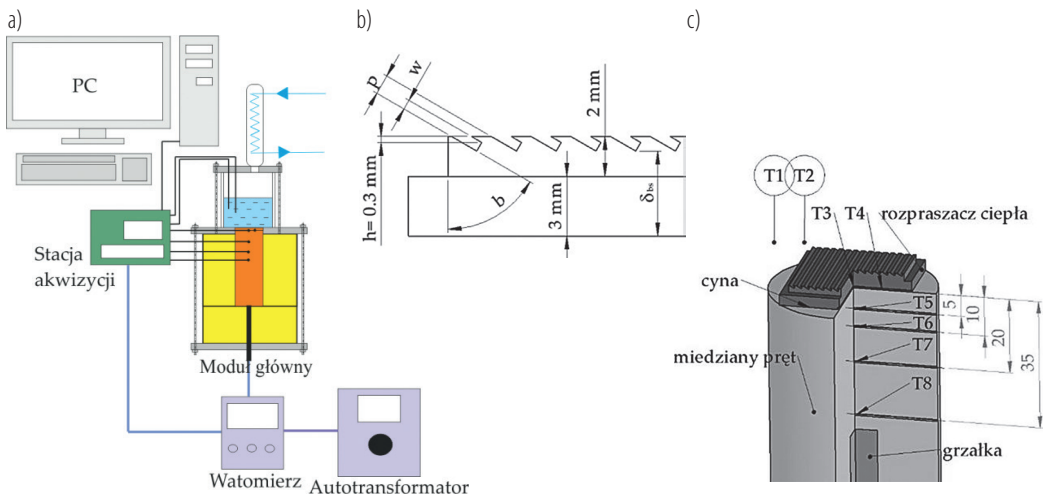 a)
PC
Stacja
akwizycji
Moduł główny
Watomierz
Autotransformator
b)
p
w
2 mm
h= 0.3 mm
b
3 mm
δbs
c)
T1
T2
T3
T4
rozpraszacz ciepła
cyna
T5
T6
T7
T8
5
10
20
35
miedziany pręt
grzałka